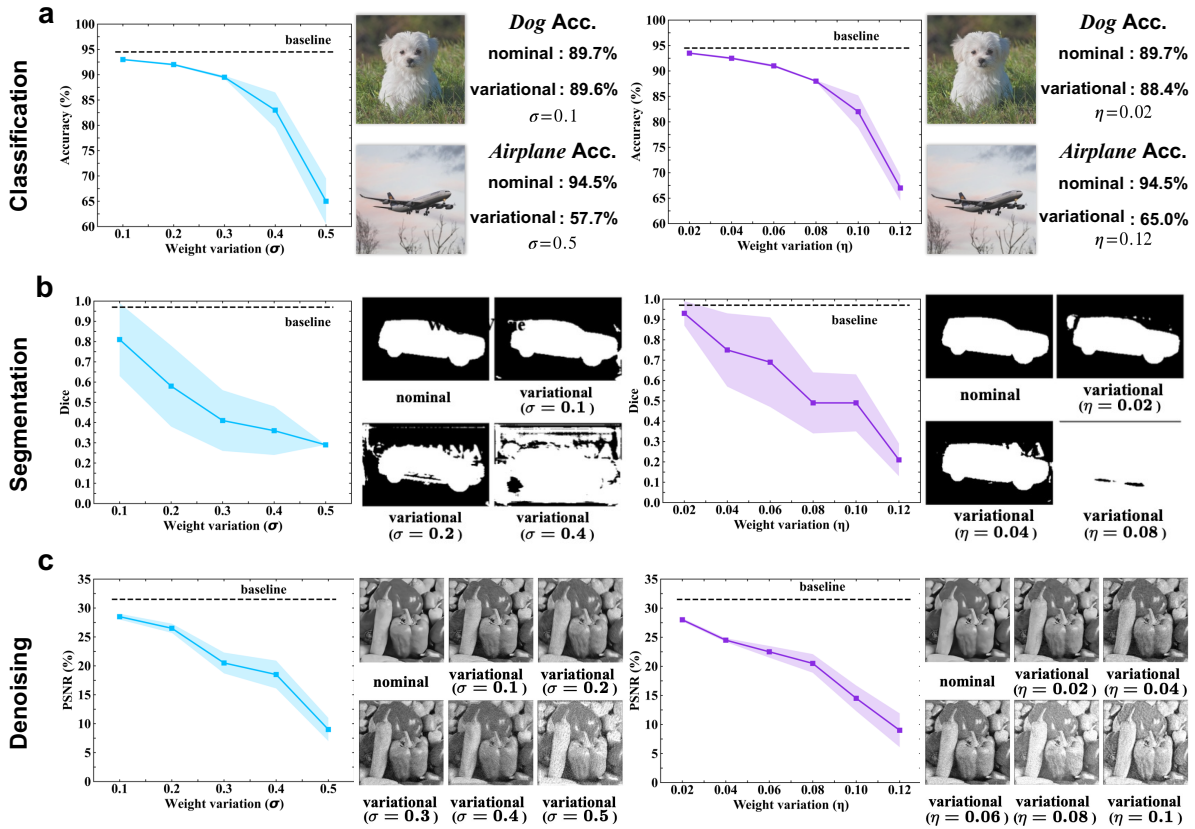 a
Classification
Accuracy (%)
100
95
90
85
80
75
70
65
60
baseline
0.1 0.2 0.3 0.4 0.5
Weight variation (σ)
Dog Acc.
nominal : 89.7%
variational : 89.6%
σ=0.1
Airplane Acc.
nominal : 94.5%
variational : 57.7%
σ=0.5
Accuracy (%)
100
95
90
85
80
75
70
65
60
baseline
0.02 0.04 0.06 0.08 0.10 0.12
Weight variation (η)
Dog Acc.
nominal : 89.7%
variational : 88.4%
η=0.02
Airplane Acc.
nominal : 94.5%
variational : 65.0%
η=0.12
b
Segmentation
Dice
1.0
0.9
0.8
0.7
0.6
0.5
0.4
0.3
0.2
0.1
0.0
baseline
0.1 0.2 0.3 0.4 0.5
Weight variation (σ)
nominal
variational
(σ = 0.1)
variational
(σ = 0.2)
variational
(σ = 0.4)
Dice
1.0
0.9
0.8
0.7
0.6
0.5
0.4
0.3
0.2
0.1
0.0
baseline
0.02 0.04 0.06 0.08 0.10 0.12
Weight variation (η)
nominal
variational
(η = 0.02)
variational
(η = 0.04)
variational
(η = 0.08)
c
Denoising
PSNR (%)
35
30
25
20
15
10
5
0
baseline
0.1 0.2 0.3 0.4 0.5
Weight variation (σ)
nominal
variational
(σ = 0.1)
variational
(σ = 0.2)
variational
(σ = 0.3)
variational
(σ = 0.4)
variational
(σ = 0.5)
PSNR (%)
35
30
25
20
15
10
5
0
baseline
0.02 0.04 0.06 0.08 0.10 0.12
Weight variation (η)
nominal
variational
(η = 0.02)
variational
(η = 0.04)
variational
(η = 0.06)
variational
(η = 0.08)
variational
(η = 0.1)